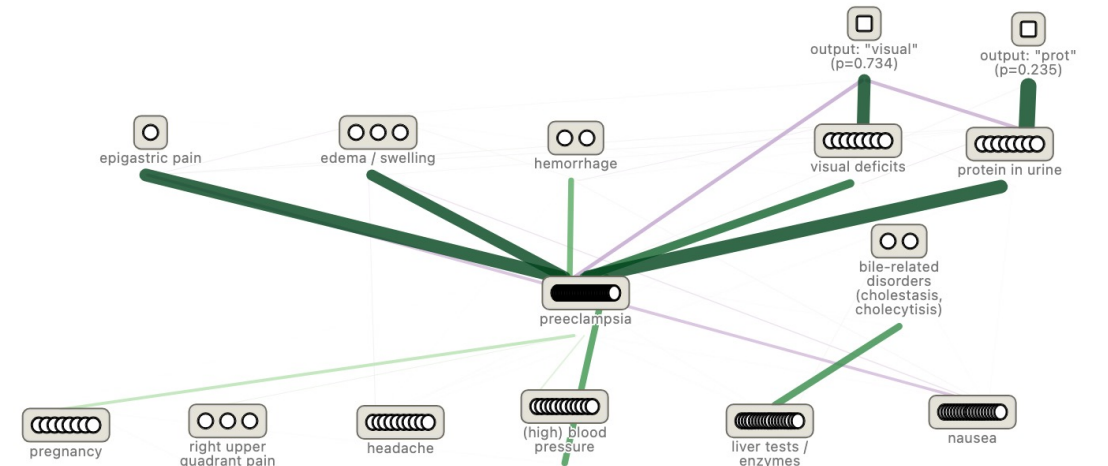 output: "visual"
(p=0.734)
output: "prot"
(p=0.235)
epigastric pain
edema / swelling
hemorrhage
visual deficits
protein in urine
bile-related
disorders
(cholestasis,
cholecytisis)
preeclampsia
pregnancy
right upper
quadrant pain
headache
(high) blood
pressure
liver tests /
enzymes
nausea